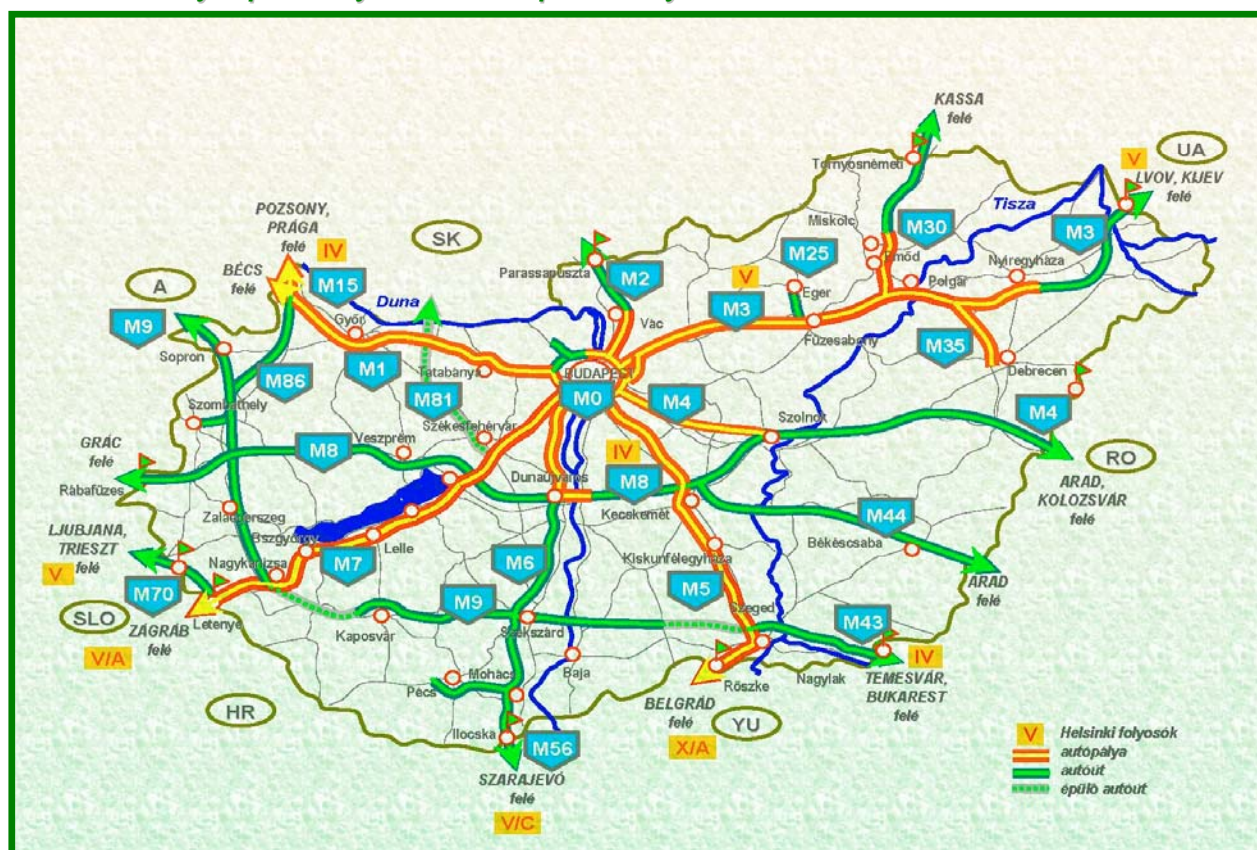 KASSA
felé
Tornyosnémeti
UA
V
LVOV, KIJEV
felé
POZSONY,
PRÁGA
felé
IV
SK
Miskolc
M30
Tisza
M3
BÉCS
felé
M15
Parassapuszta
M2
V
M25
Emőd
Nyíregyháza
A
Duna
Eger
Polgár
M9
Győr
Vác
M3
Füzesabony
Sopron
M1
Tatabánya
BUDAPEST
M35
Debrecen
M86
M81
M0
M4
M4
Szombathely
Székesfehérvár
Szolnok
GRÁC
felé
M8
Veszprém
IV
RO
Rábafüzes
Dunaújváros
M8
ARAD,
KOLOZSVÁR
felé
Zalaegerszeg
Kecskemét
M44
LJUBJANA,
TRIESZT
felé
Bszgyörgy
Lelle
Békéscsaba
V
Nagykanizsa
M7
M6
Kiskunfélegyháza
ARAD
felé
M70
M9
M5
SLO
ZÁGRÁB
felé
Letenye
Kaposvár
Szekszárd
Szeged
M43
V/A
IV
Mohács
Baja
Nagylak
TEMESVÁR,
BUKAREST
felé
Pécs
Röszke
BELGRÁD
felé
HR
YU
X/A
Ilocska
M56
SZARAJEVÓ
felé
V/C
V Helsinki folyosók
autópálya
autóút
épülő autóút